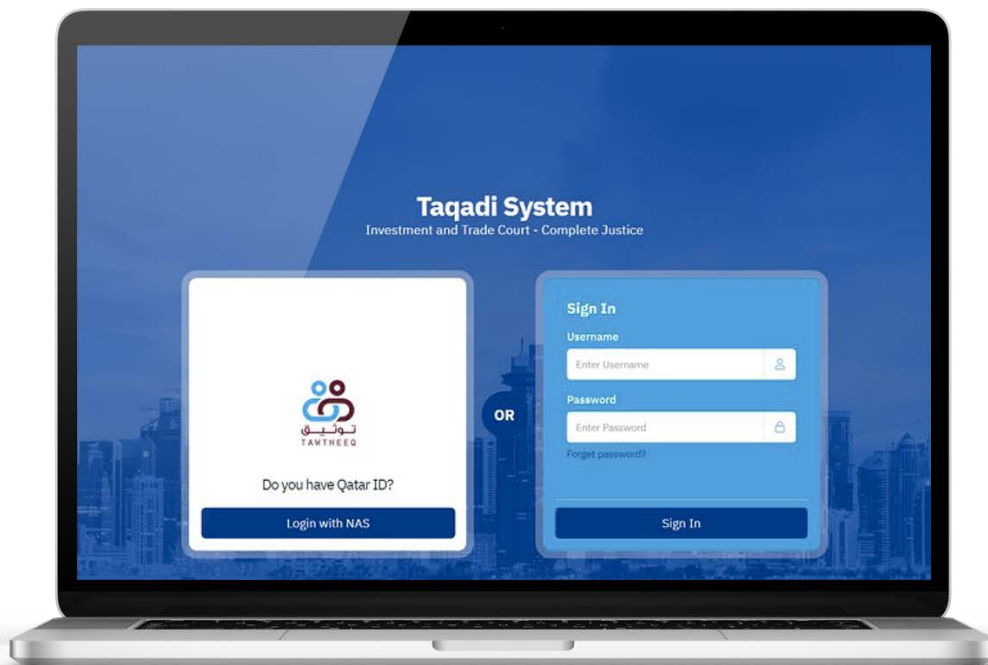 Taqadi System
Investment and Trade Court - Complete Justice
توثيق
TAWTHEEQ
Do you have Qatar ID?
Login with NAS
OR
Sign In
Username
Enter Username
Password
Enter Password
Forget password?
Sign In